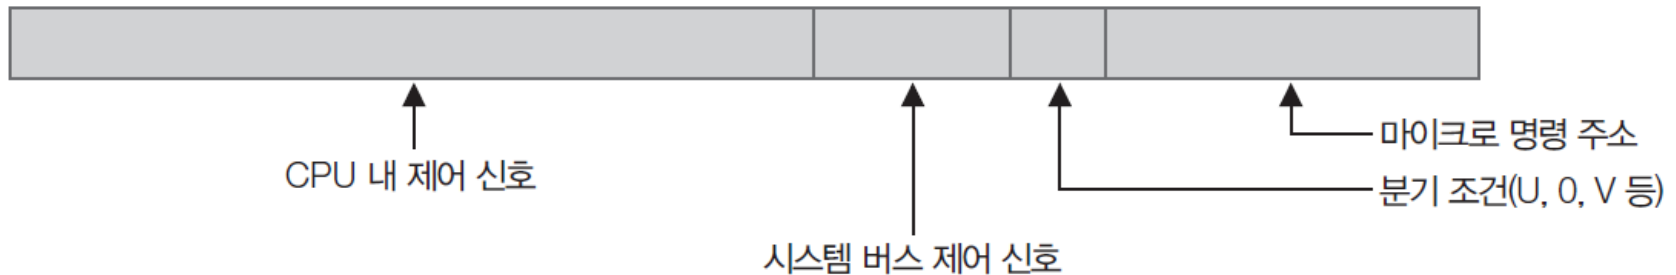 마이크로 명령 주소
CPU 내 제어 신호
분기 조건(U, 0, V 등)
시스템 버스 제어 신호